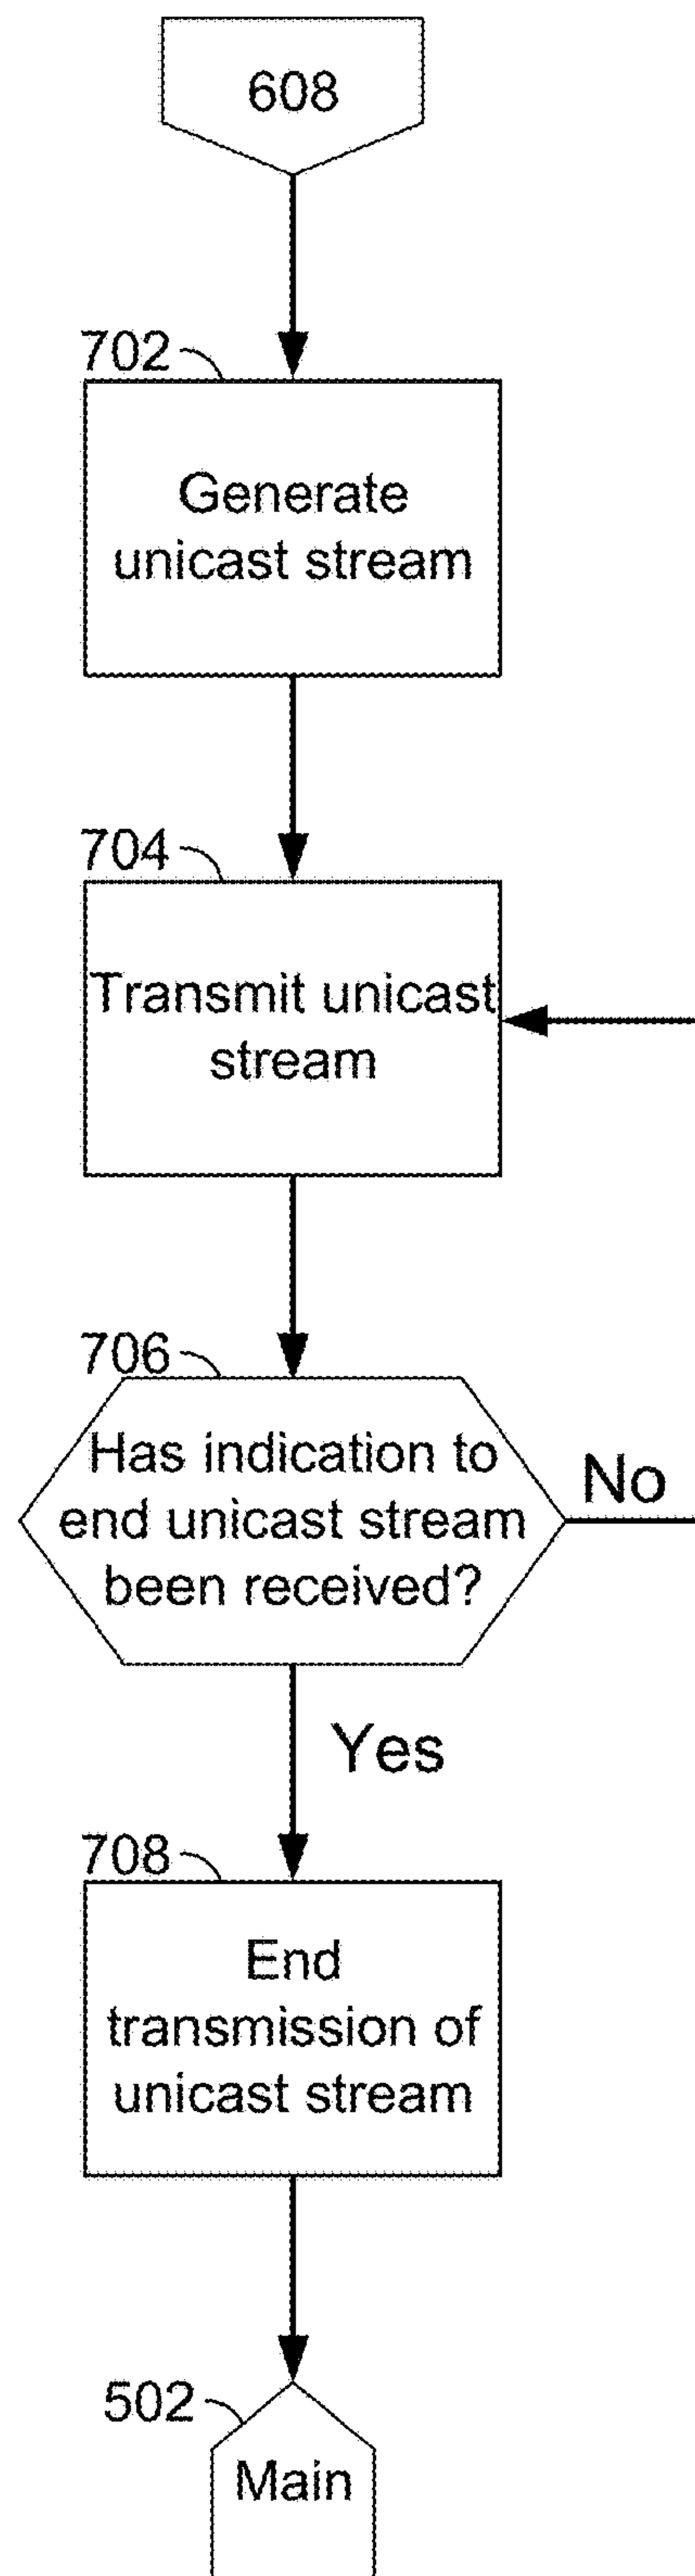 608
702
Generate
unicast stream
704
Transmit unicast
stream
706
Has indication to
end unicast stream
been received?
No
Yes
708
End
transmission of
unicast stream
502
Main